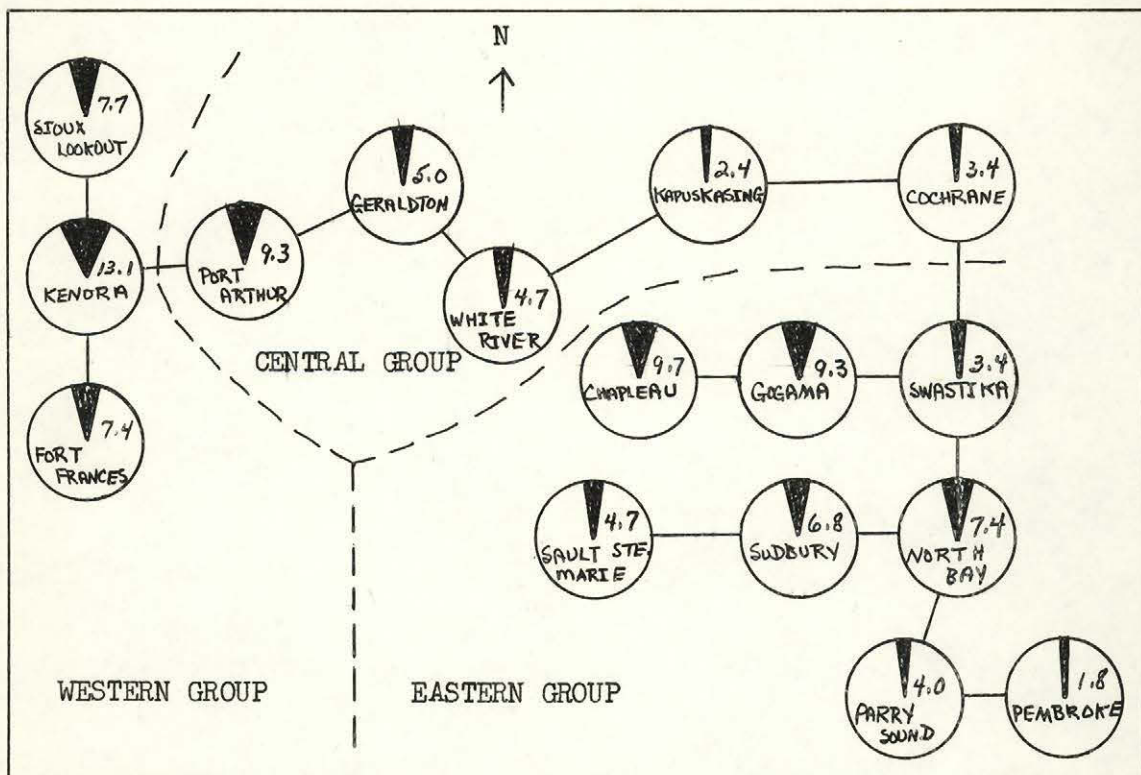 N
7.7
SIOUX
LOOKOUT
13.1
KENORA
7.4
FORT
FRANCES
9.3
PORT
ARTHUR
5.0
GERALDTON
4.7
WHITE
RIVER
2.4
KAPUSKASING
3.4
COCHRANE
CENTRAL GROUP
9.7
CHAPLEAU
9.3
GOGAMA
3.4
SWASTIKA
4.7
SAULT STE.
MARIE
6.8
SUDBURY
7.4
NORTH
BAY
4.0
PARRY
SOUND
1.8
PEMBROKE
WESTERN GROUP
EASTERN GROUP